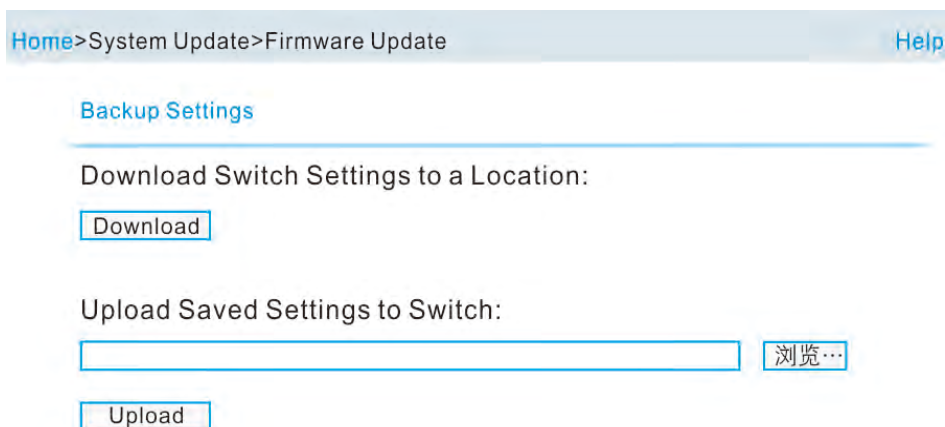 Home>System Update>Firmware Update Help
Backup Settings
Download Switch Settings to a Location:
Download
Upload Saved Settings to Switch:
浏览…
Upload